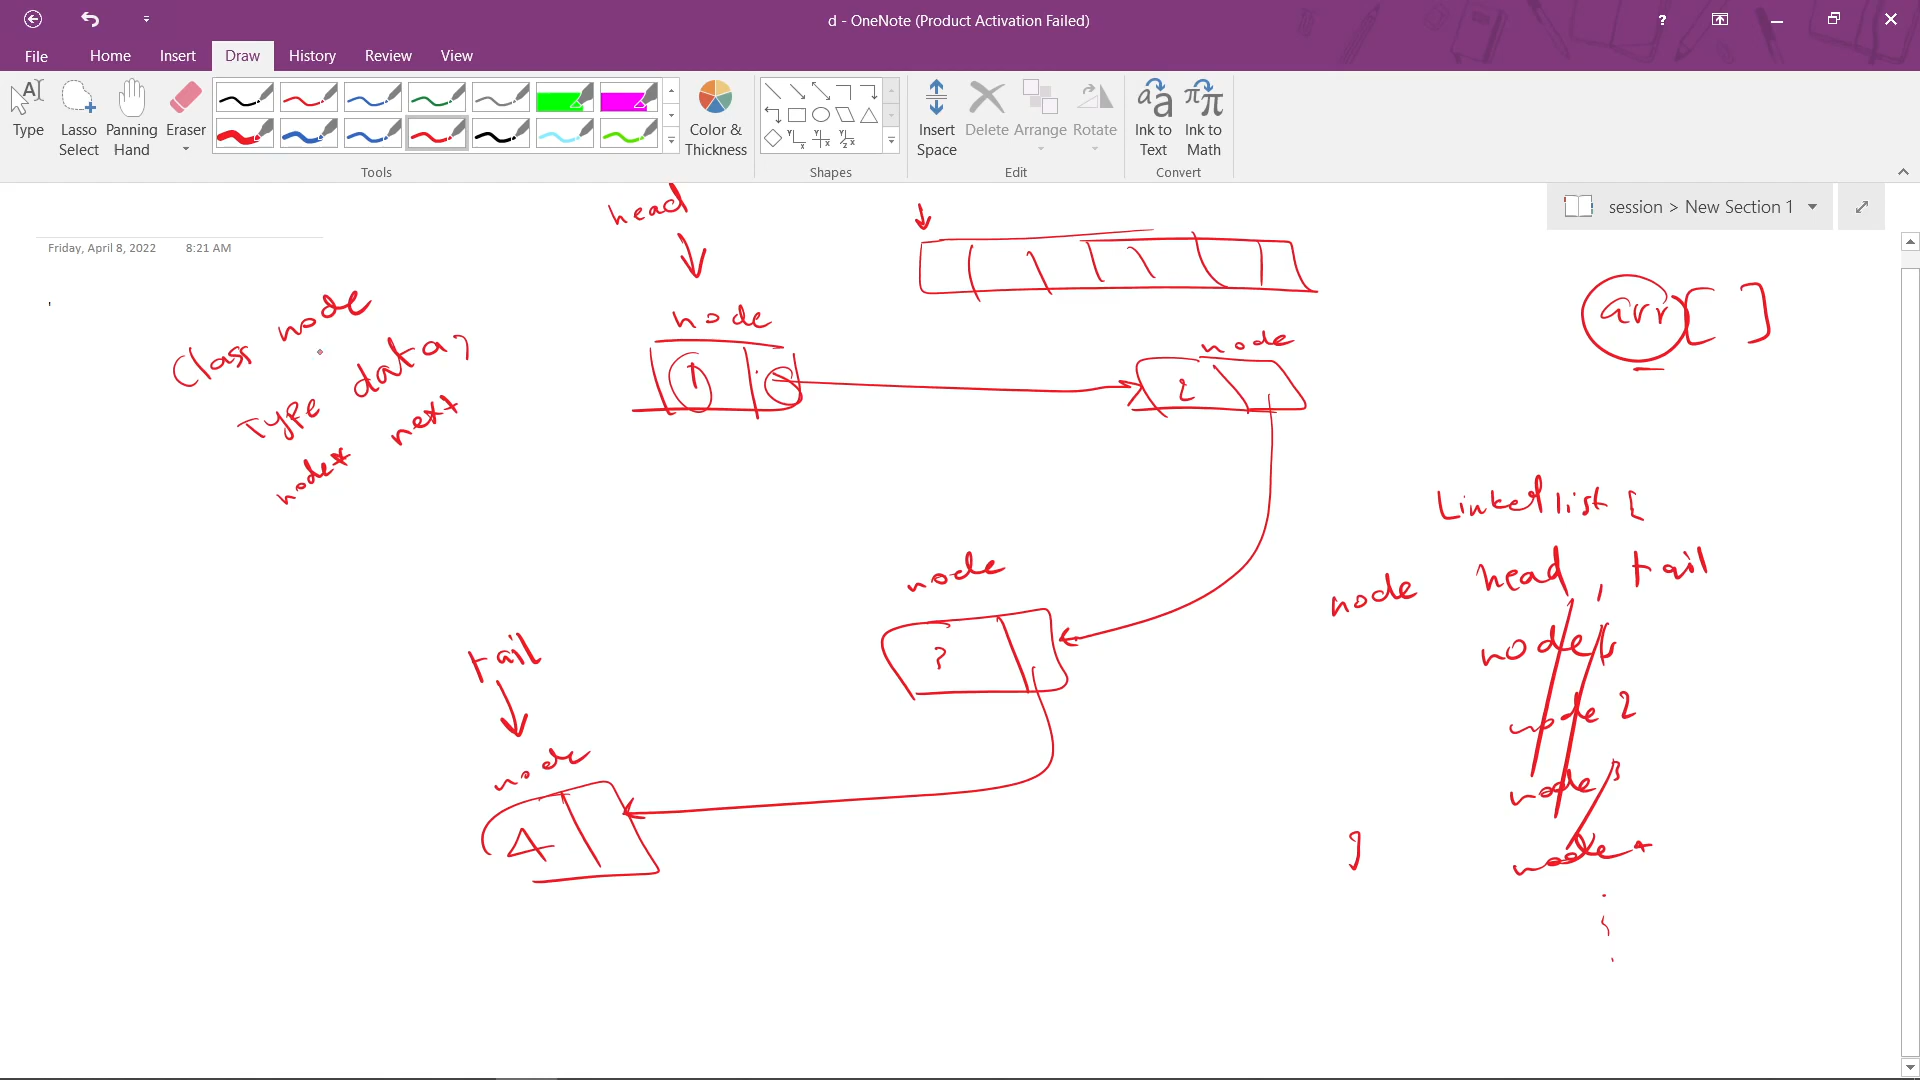 d - OneNote (Product Activation Failed)
?
File Home Insert Draw History Review View
Type
Lasso Select
Panning Hand
Eraser
Color & Thickness
Insert Space
Delete
Arrange
Rotate
Ink to Text
Ink to Math
Tools
Shapes
Edit
Convert
session > New Section 1
Friday, April 8, 2022 8:21 AM
head
node
1
node
2
arr [ ]
Class node
Type data;
node* next
node
3
tail
node
4
Linked list {
node head , tail
node 1
node 2
node 3
node 4
}